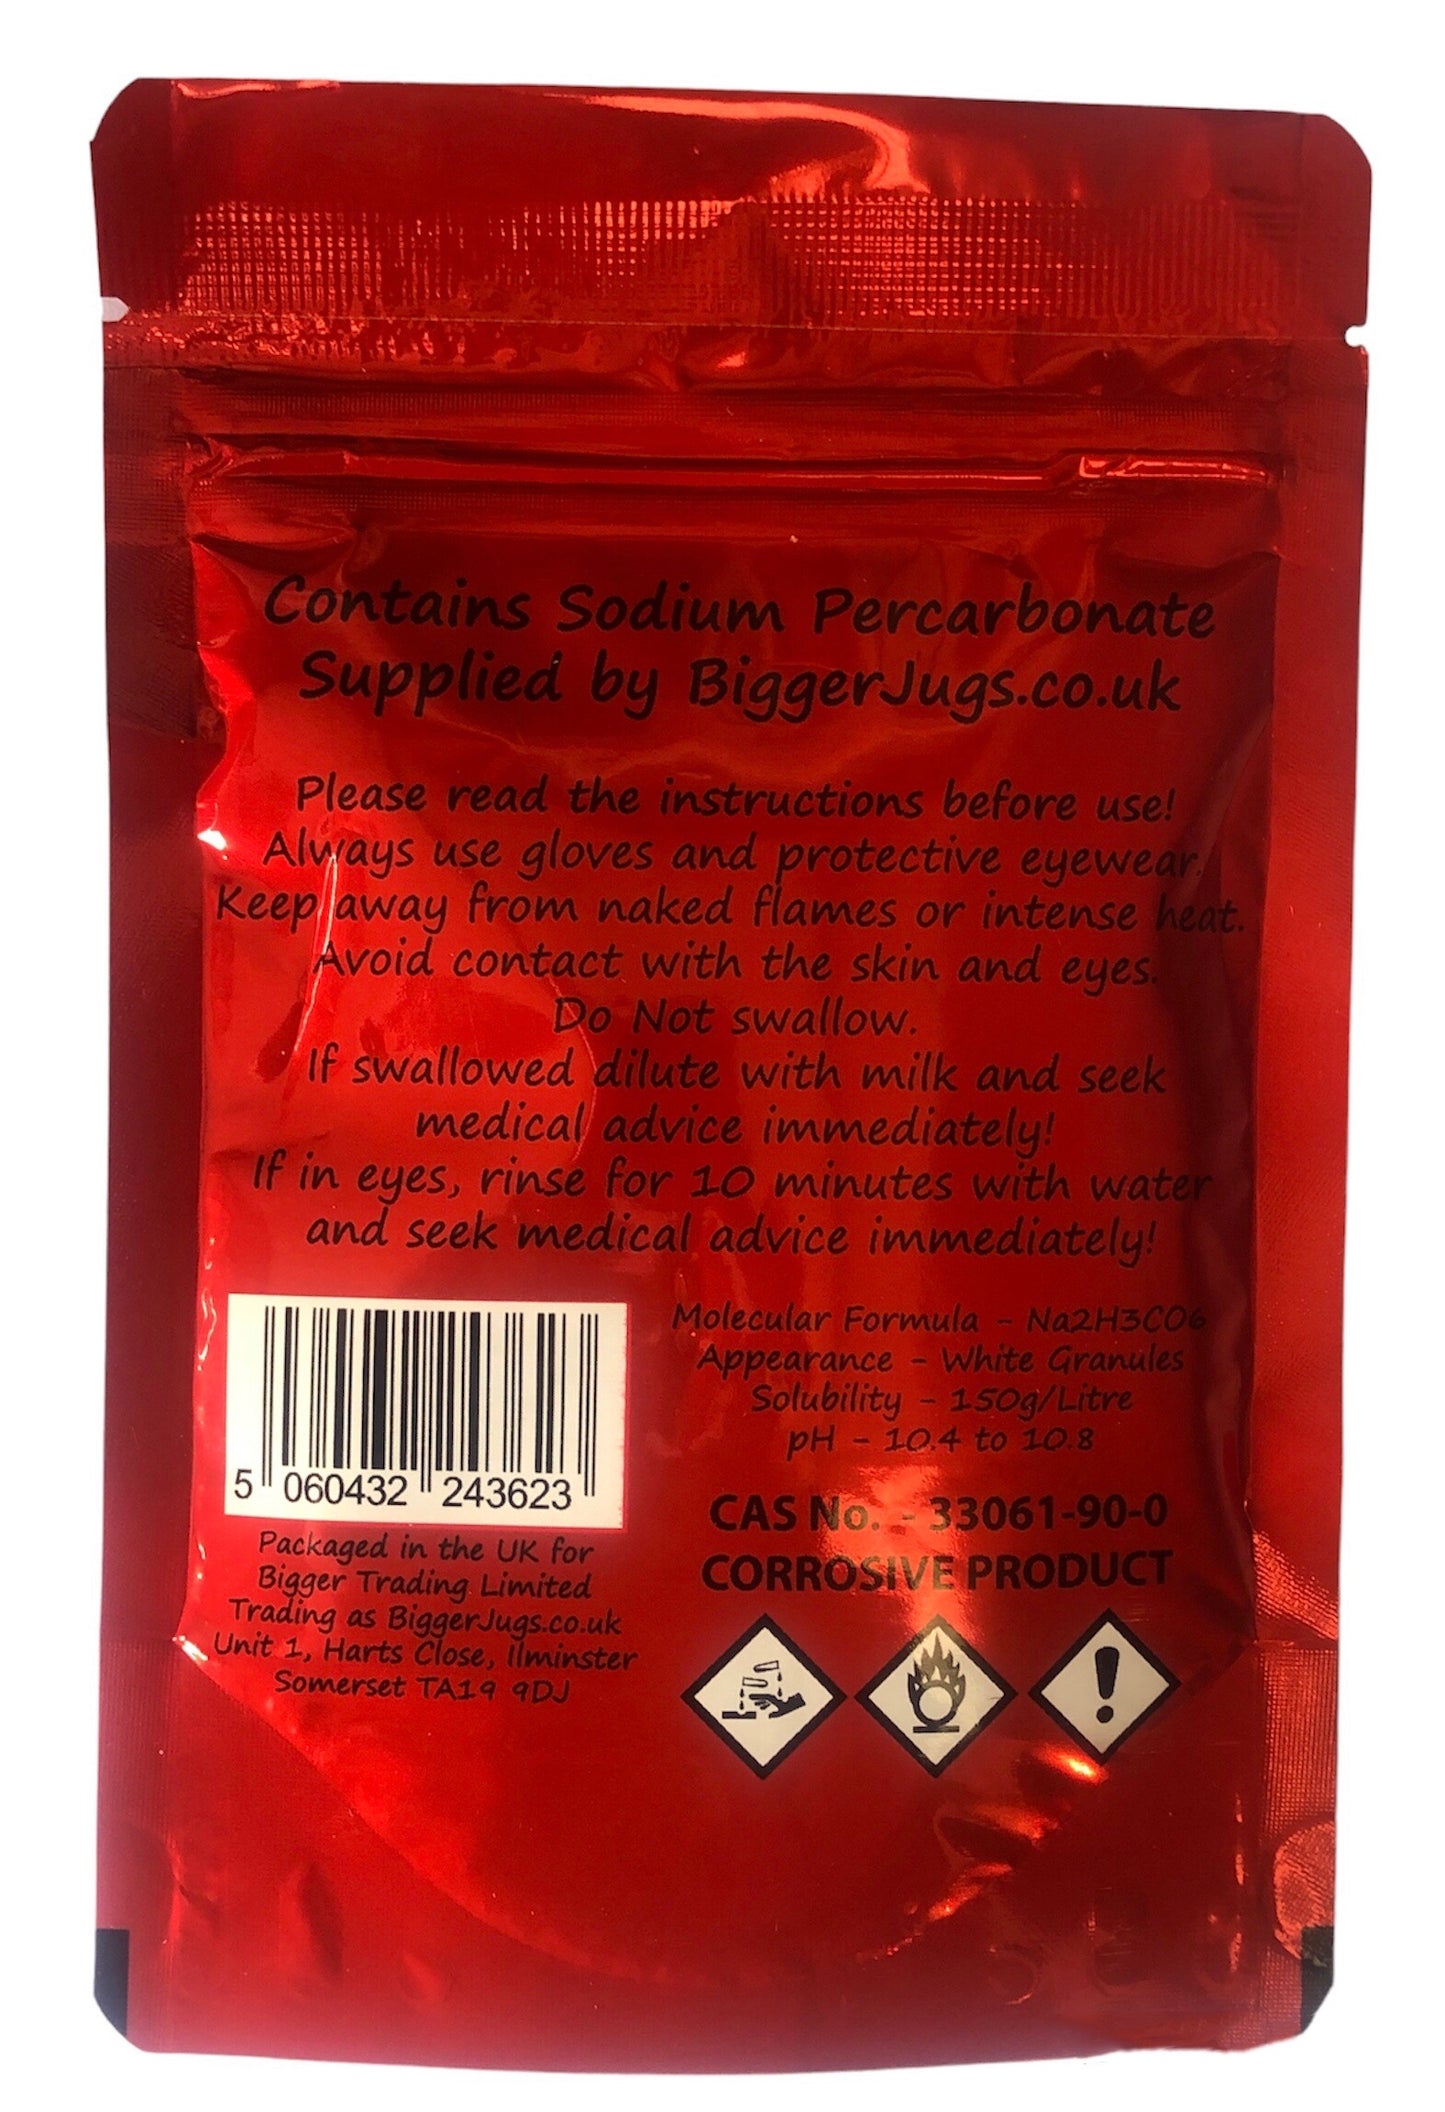 Contains Sodium Percarbonate
Supplied by BiggerJugs.co.uk
Please read the instructions before use!
Always use gloves and protective eyewear.
Keep away from naked flames or intense heat.
Avoid contact with the skin and eyes.
Do Not swallow.
If swallowed dilute with milk and seek
medical advice immediately!
If in eyes, rinse for 10 minutes with water
and seek medical advice immediately!
5 060432 243623
Packaged in the UK for
Bigger Trading Limited
Trading as BiggerJugs.co.uk
Unit 1, Harts Close, Ilminster
Somerset TA19 9DJ
Molecular Formula - Na2H3CO6
Appearance - White Granules
Solubility - 150g/Litre
pH - 10.4 to 10.8
CAS No. - 33061-90-0
CORROSIVE PRODUCT